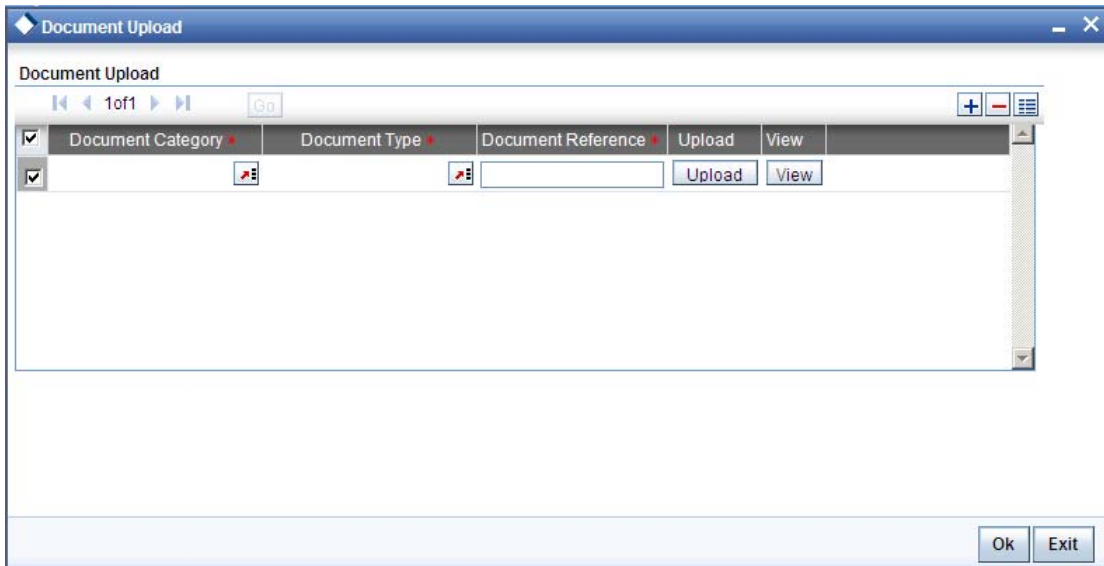 Document Upload
Document Upload
1of1 Go
Document Category * Document Type * Document Reference * Upload View
Upload View
Ok Exit